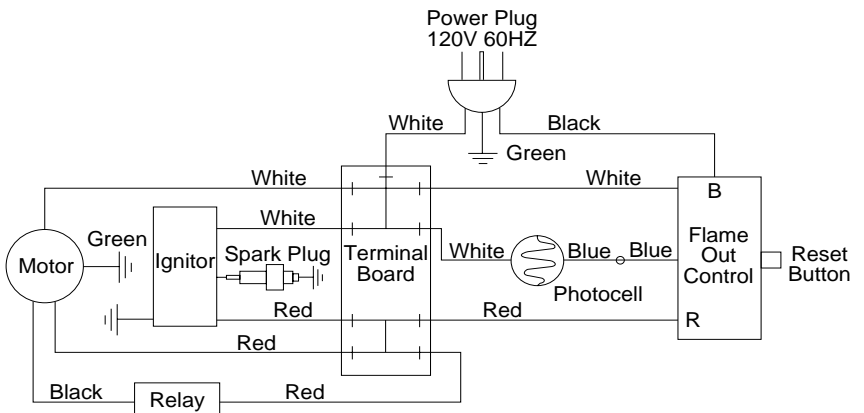 Power Plug
120V 60HZ
White
Black
Green
White
White
B
White
Green
Motor
Ignitor
Spark Plug
Terminal
Board
White
Blue
Blue
Photocell
Flame
Out
Control
Reset
Button
Red
Red
R
Red
Black
Relay
Red